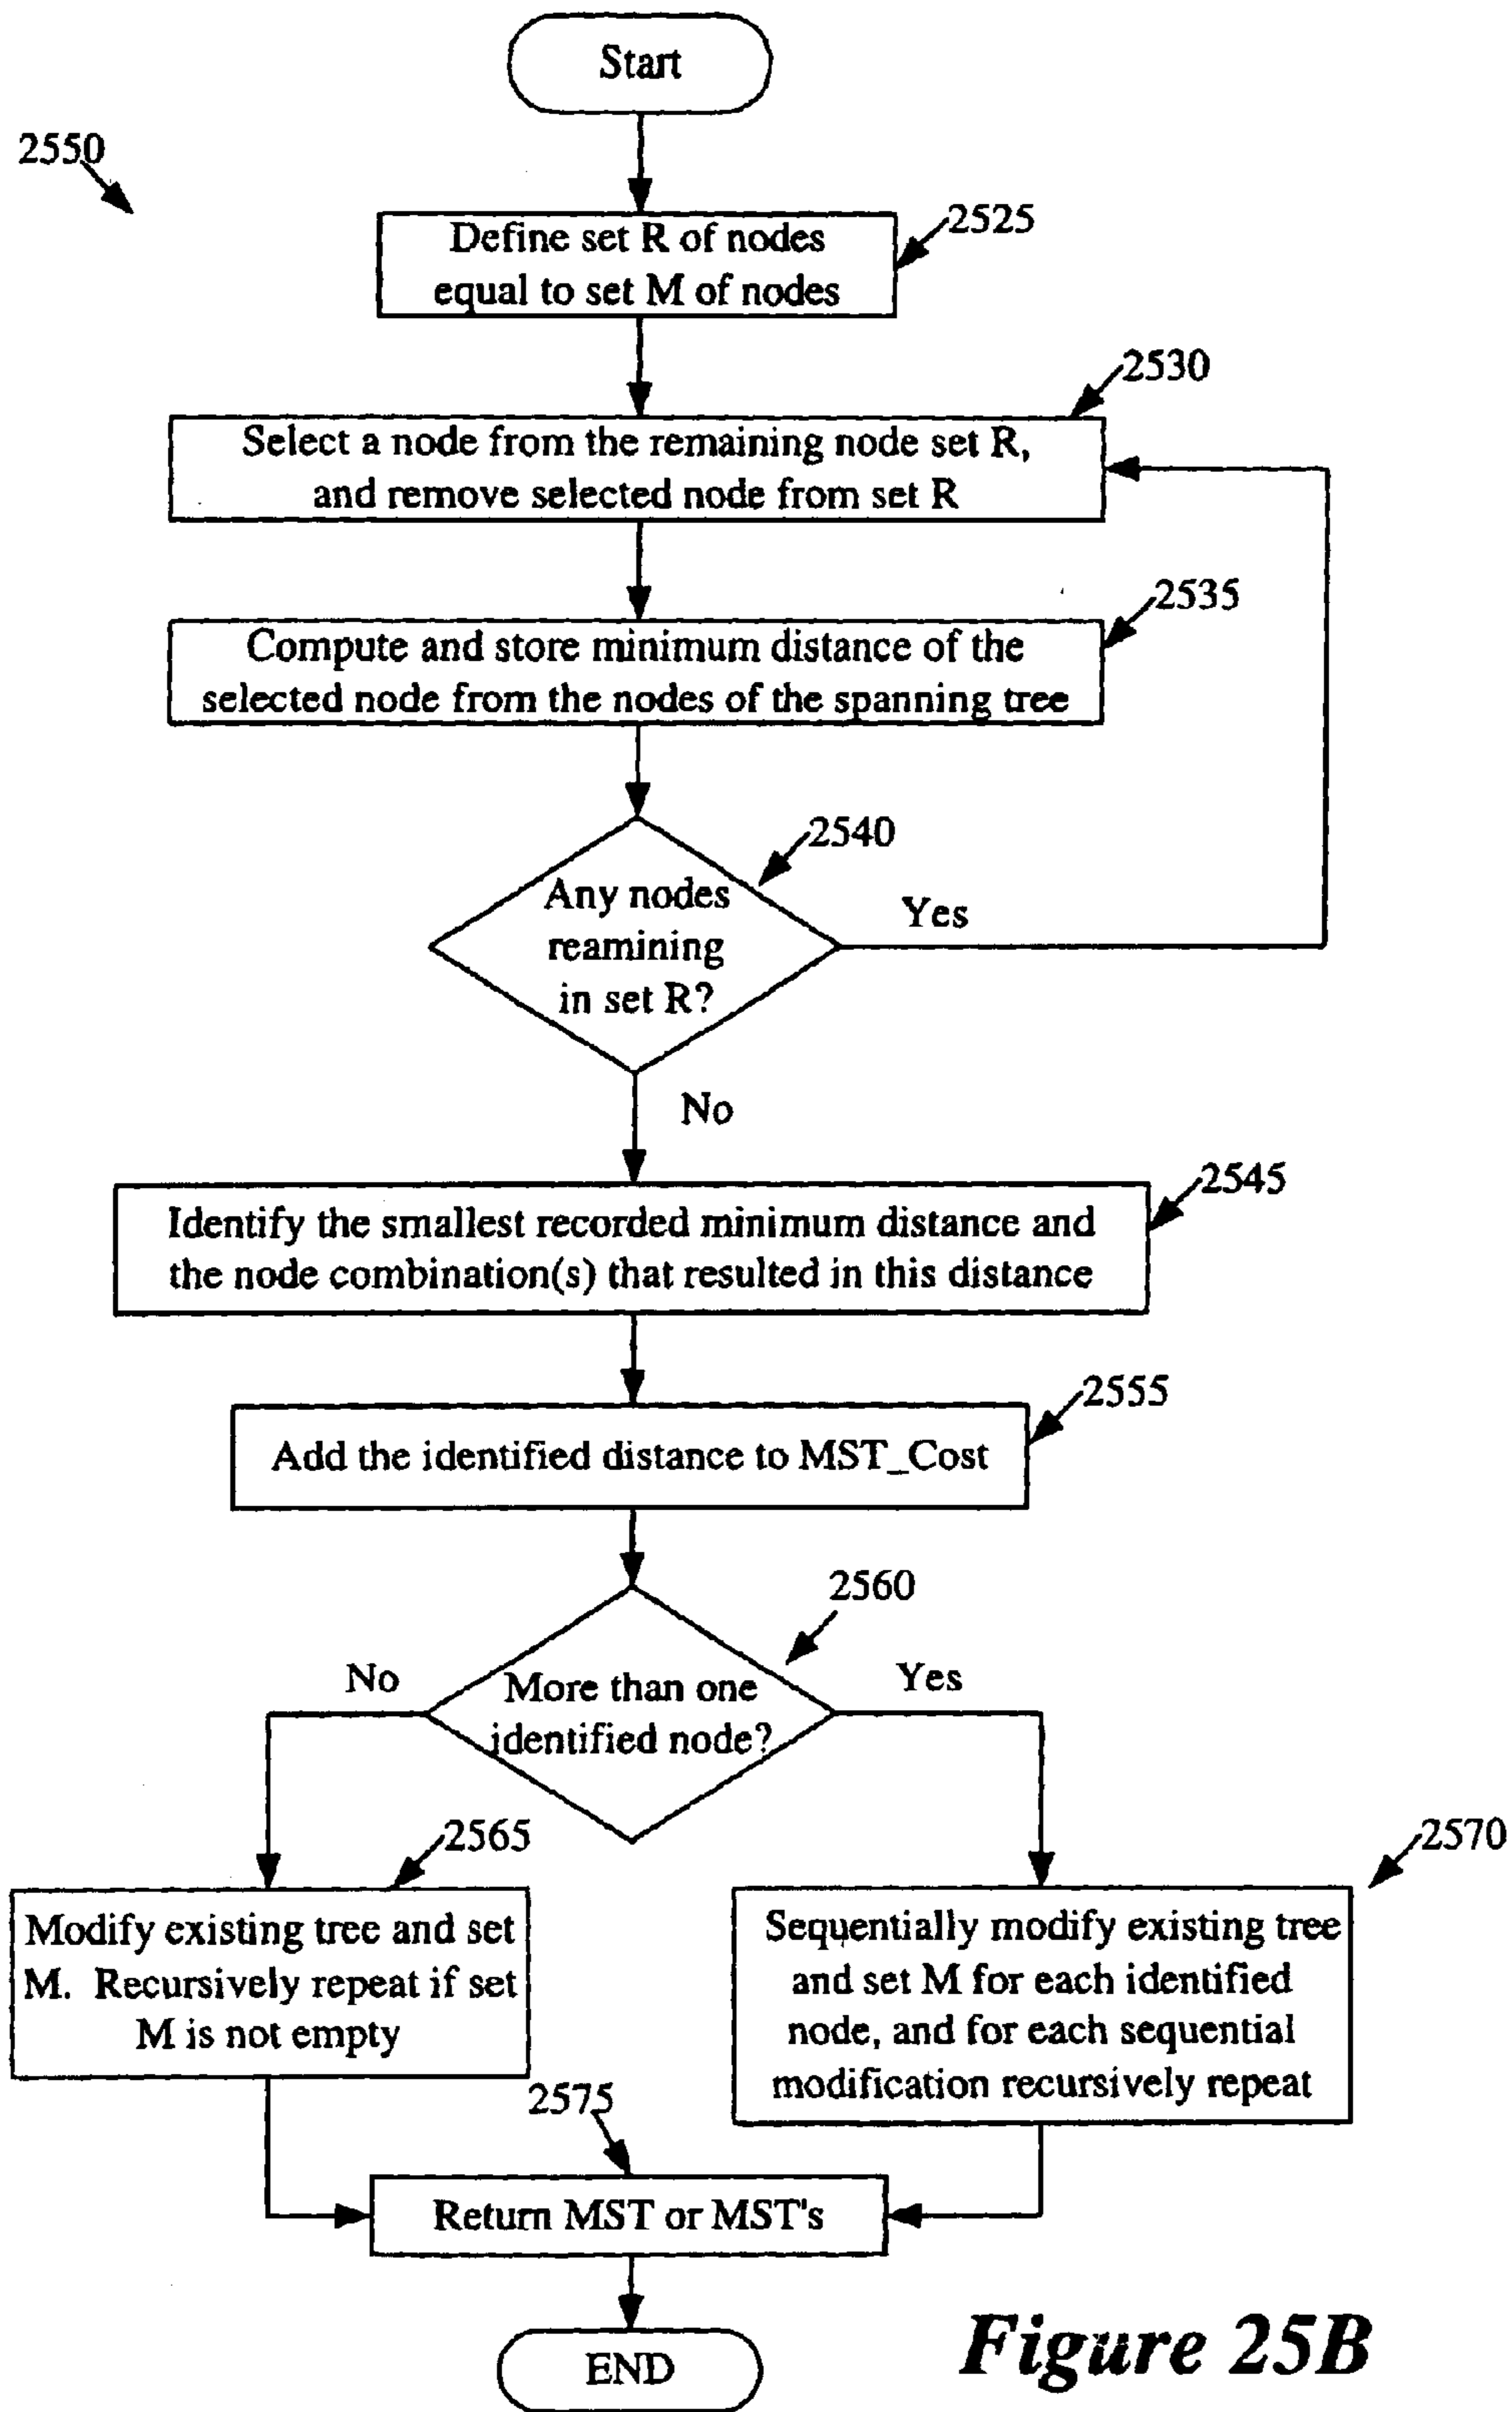 Start
2550
2525
Define set R of nodes
equal to set M of nodes
2530
Select a node from the remaining node set R,
and remove selected node from set R
2535
Compute and store minimum distance of the
selected node from the nodes of the spanning tree
2540
Any nodes
reamining
in set R?
Yes
No
2545
Identify the smallest recorded minimum distance and
the node combination(s) that resulted in this distance
2555
Add the identified distance to MST_Cost
2560
No
More than one
identified node?
Yes
2565
Modify existing tree and set
M. Recursively repeat if set
M is not empty
2570
Sequentially modify existing tree
and set M for each identified
node, and for each sequential
modification recursively repeat
2575
Return MST or MST's
END
Figure 25B